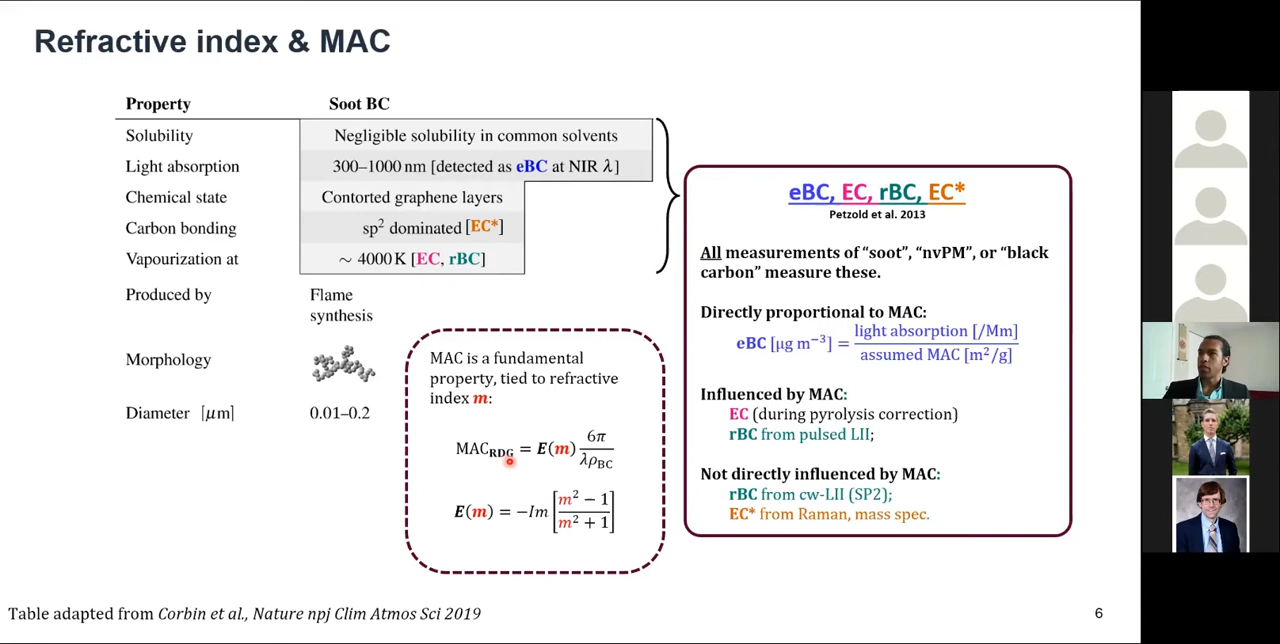 Refractive index & MAC
Property Soot BC
Solubility Negligible solubility in common solvents
Light absorption 300–1000 nm [detected as eBC at NIR λ]
Chemical state Contorted graphene layers
Carbon bonding sp² dominated [EC*]
Vapourization at ~ 4000 K [EC, rBC]
Produced by Flame
synthesis
Morphology
Diameter [μm] 0.01–0.2
MAC is a fundamental
property, tied to refractive
index m:
MAC_RDG = E(m) 6π / λρ_BC
E(m) = −Im [m² − 1 / m² + 1]
eBC, EC, rBC, EC*
Petzold et al. 2013
All measurements of “soot”, “nvPM”, or “black
carbon” measure these.
Directly proportional to MAC:
eBC [μg m⁻³] = light absorption [/Mm] / assumed MAC [m²/g]
Influenced by MAC:
EC (during pyrolysis correction)
rBC from pulsed LII;
Not directly influenced by MAC:
rBC from cw-LII (SP2);
EC* from Raman, mass spec.
Table adapted from Corbin et al., Nature npj Clim Atmos Sci 2019
6